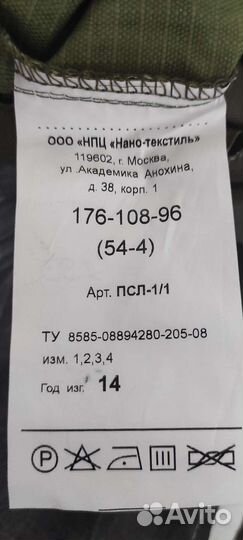 ООО «НПЦ «Нано-текстиль»
119602, г. Москва,
ул .Академика Анохина,
д. 38, корп. 1
176-108-96
(54-4)
Арт. ПСЛ-1/1
ТУ 8585-08894280-205-08
изм. 1,2,3,4
Год изг. 14
P
Avito